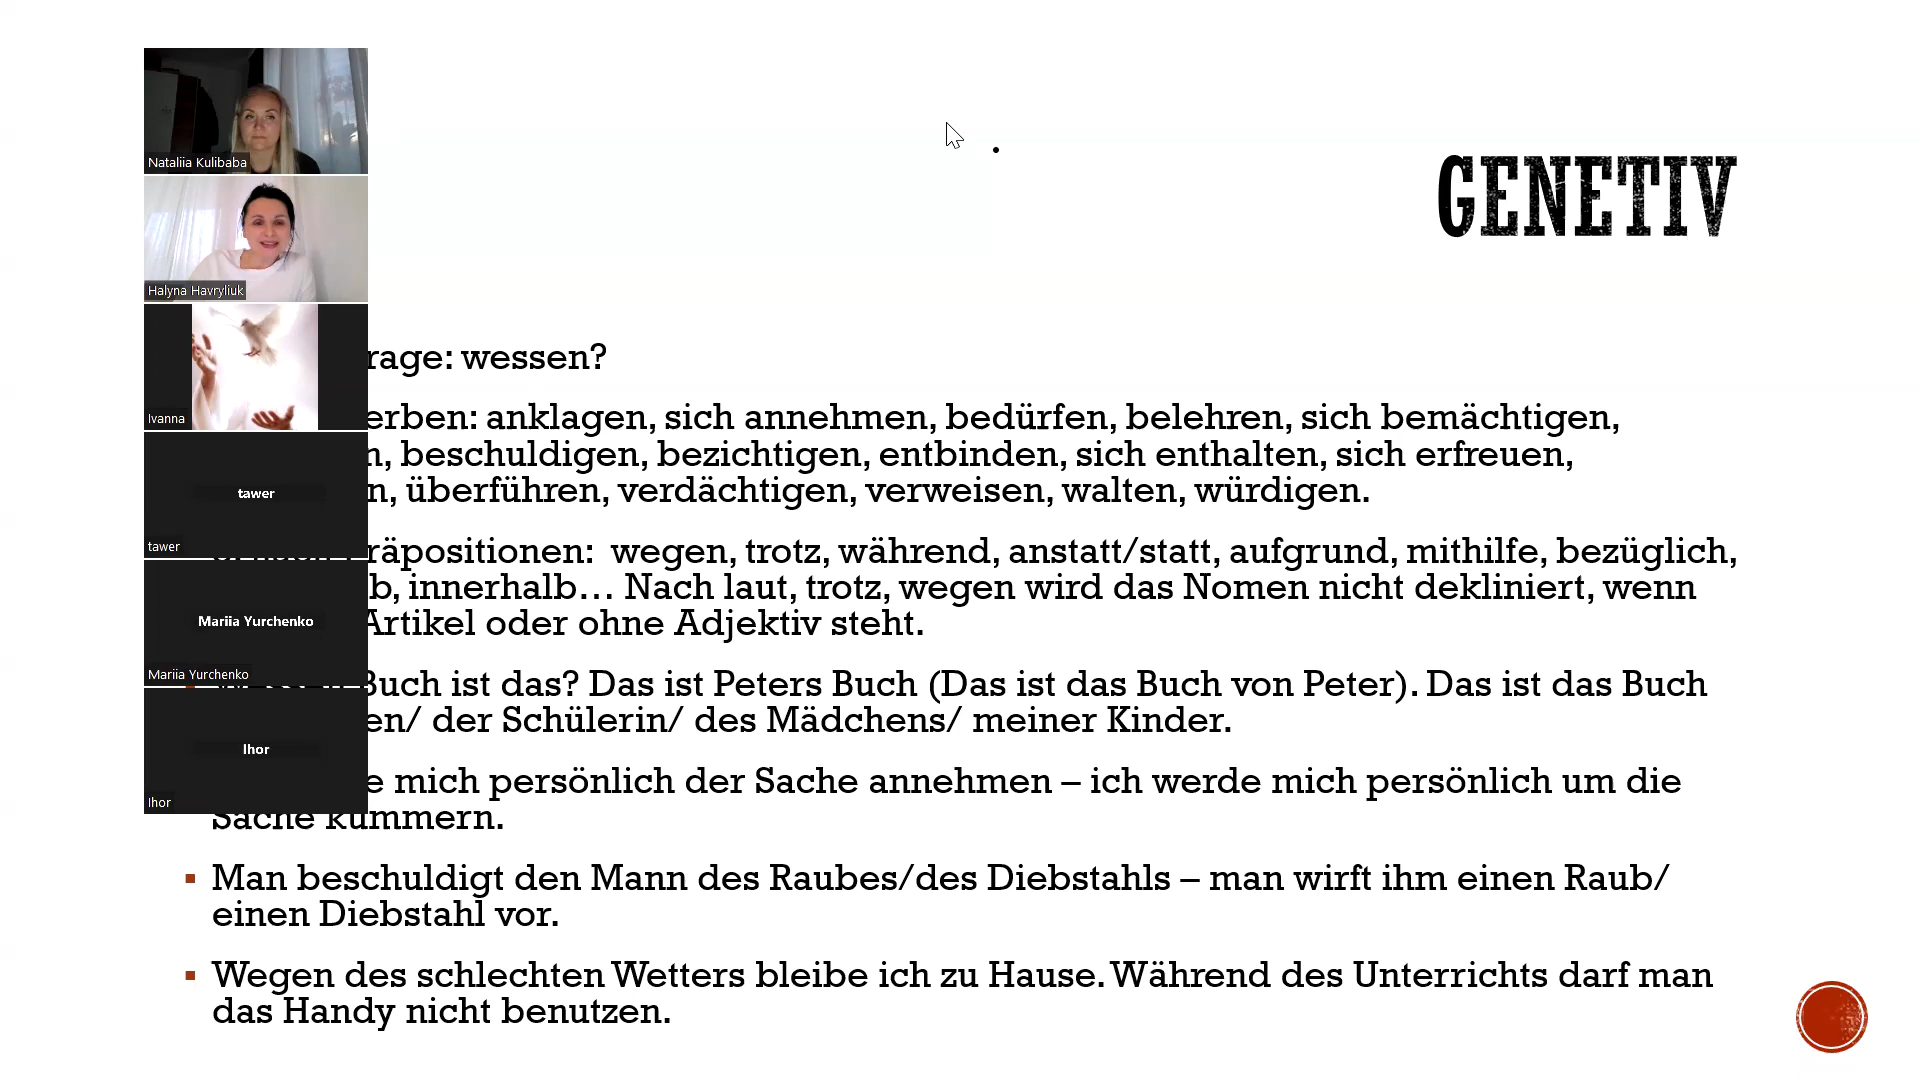 Nataliia Kulibaba
Halyna Havryliuk
Ivanna
tawer
tawer
Mariia Yurchenko
Mariia Yurchenko
Ihor
Ihor
GENETIV
rage: wessen?
erben: anklagen, sich annehmen, bedürfen, belehren, sich bemächtigen,
n, beschuldigen, bezichtigen, entbinden, sich enthalten, sich erfreuen,
n, überführen, verdächtigen, verweisen, walten, würdigen.
räpositionen: wegen, trotz, während, anstatt/statt, aufgrund, mithilfe, bezüglich,
b, innerhalb… Nach laut, trotz, wegen wird das Nomen nicht dekliniert, wenn
Artikel oder ohne Adjektiv steht.
Buch ist das? Das ist Peters Buch (Das ist das Buch von Peter). Das ist das Buch
en/ der Schülerin/ des Mädchens/ meiner Kinder.
e mich persönlich der Sache annehmen – ich werde mich persönlich um die
Sache kümmern.
▪ Man beschuldigt den Mann des Raubes/des Diebstahls – man wirft ihm einen Raub/
einen Diebstahl vor.
▪ Wegen des schlechten Wetters bleibe ich zu Hause. Während des Unterrichts darf man
das Handy nicht benutzen.